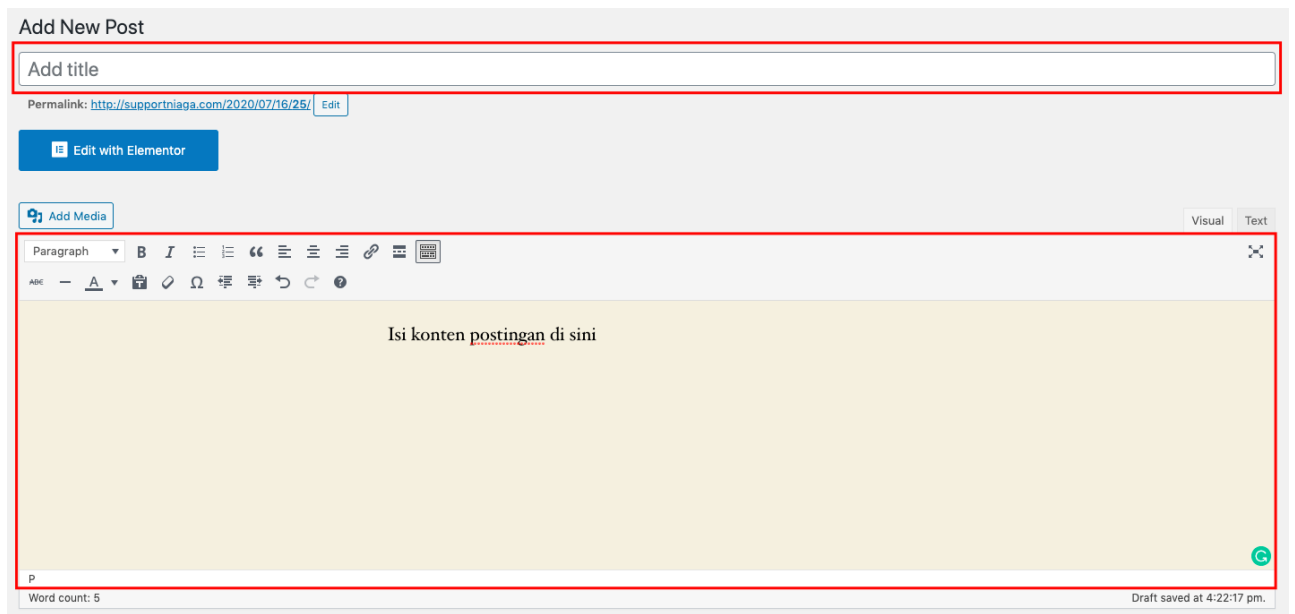 Add New Post
Add title
Permalink: http://supportniaga.com/2020/07/16/25/ Edit
Edit with Elementor
Add Media
Visual Text
Paragraph B I
ABC A Ω
Isi konten postingan di sini
P
Word count: 5 Draft saved at 4:22:17 pm.